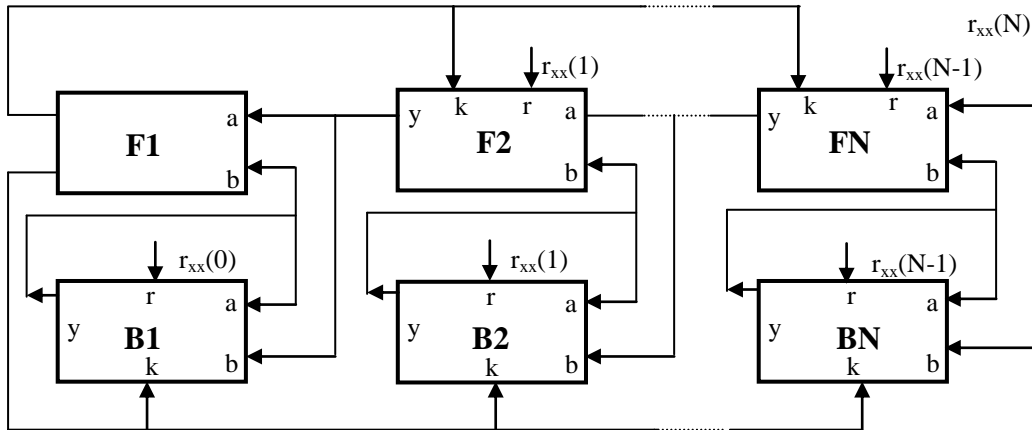 r_xx(N)
r_xx(1)
r_xx(N-1)
a
F1
b
y
k
r
a
F2
b
y
k
r
a
FN
b
r_xx(0)
r_xx(1)
r_xx(N-1)
r
a
y
B1
b
k
r
a
y
B2
b
k
r
a
y
BN
b
k